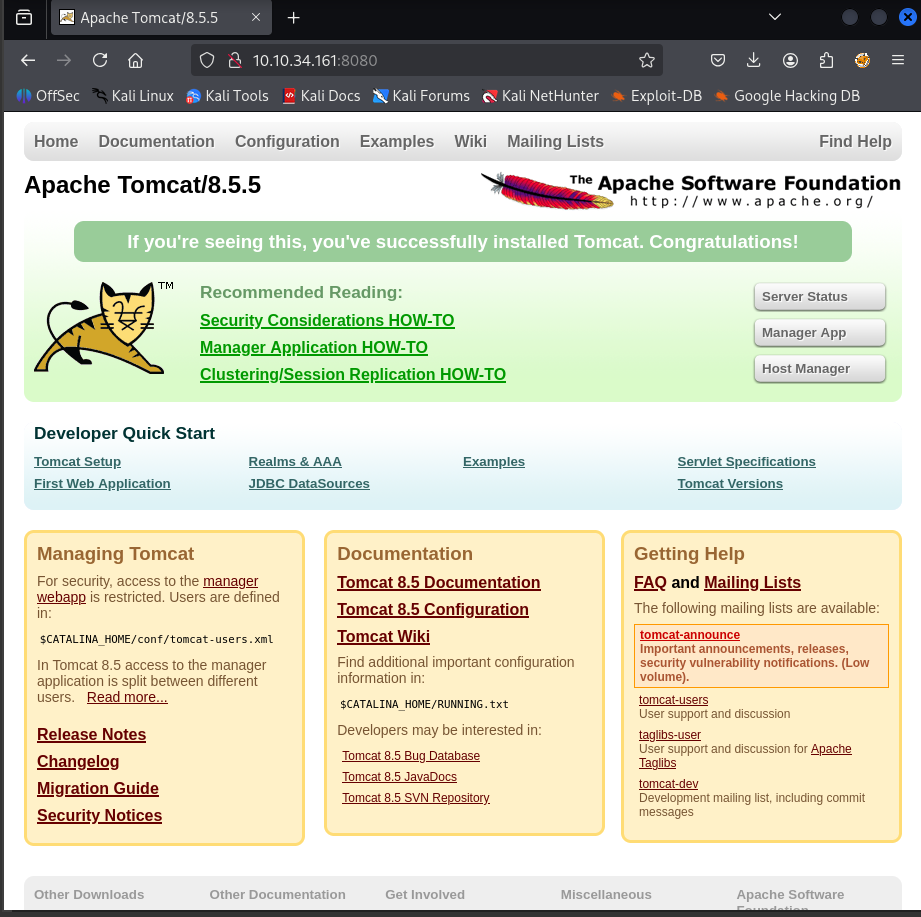 Apache Tomcat/8.5.5
10.10.34.161:8080
OffSec Kali Linux Kali Tools Kali Docs Kali Forums Kali NetHunter Exploit-DB Google Hacking DB
Home Documentation Configuration Examples Wiki Mailing Lists Find Help
Apache Tomcat/8.5.5
The Apache Software Foundation
http://www.apache.org/
If you're seeing this, you've successfully installed Tomcat. Congratulations!
TM
Recommended Reading:
Security Considerations HOW-TO
Manager Application HOW-TO
Clustering/Session Replication HOW-TO
Server Status
Manager App
Host Manager
Developer Quick Start
Tomcat Setup Realms & AAA Examples Servlet Specifications
First Web Application JDBC DataSources Tomcat Versions
Managing Tomcat
For security, access to the manager
webapp is restricted. Users are defined
in:
$CATALINA_HOME/conf/tomcat-users.xml
In Tomcat 8.5 access to the manager
application is split between different
users. Read more...
Release Notes
Changelog
Migration Guide
Security Notices
Documentation
Tomcat 8.5 Documentation
Tomcat 8.5 Configuration
Tomcat Wiki
Find additional important configuration
information in:
$CATALINA_HOME/RUNNING.txt
Developers may be interested in:
Tomcat 8.5 Bug Database
Tomcat 8.5 JavaDocs
Tomcat 8.5 SVN Repository
Getting Help
FAQ and Mailing Lists
The following mailing lists are available:
tomcat-announce
Important announcements, releases,
security vulnerability notifications. (Low
volume).
tomcat-users
User support and discussion
taglibs-user
User support and discussion for Apache
Taglibs
tomcat-dev
Development mailing list, including commit
messages
Other Downloads Other Documentation Get Involved Miscellaneous Apache Software
Foundation